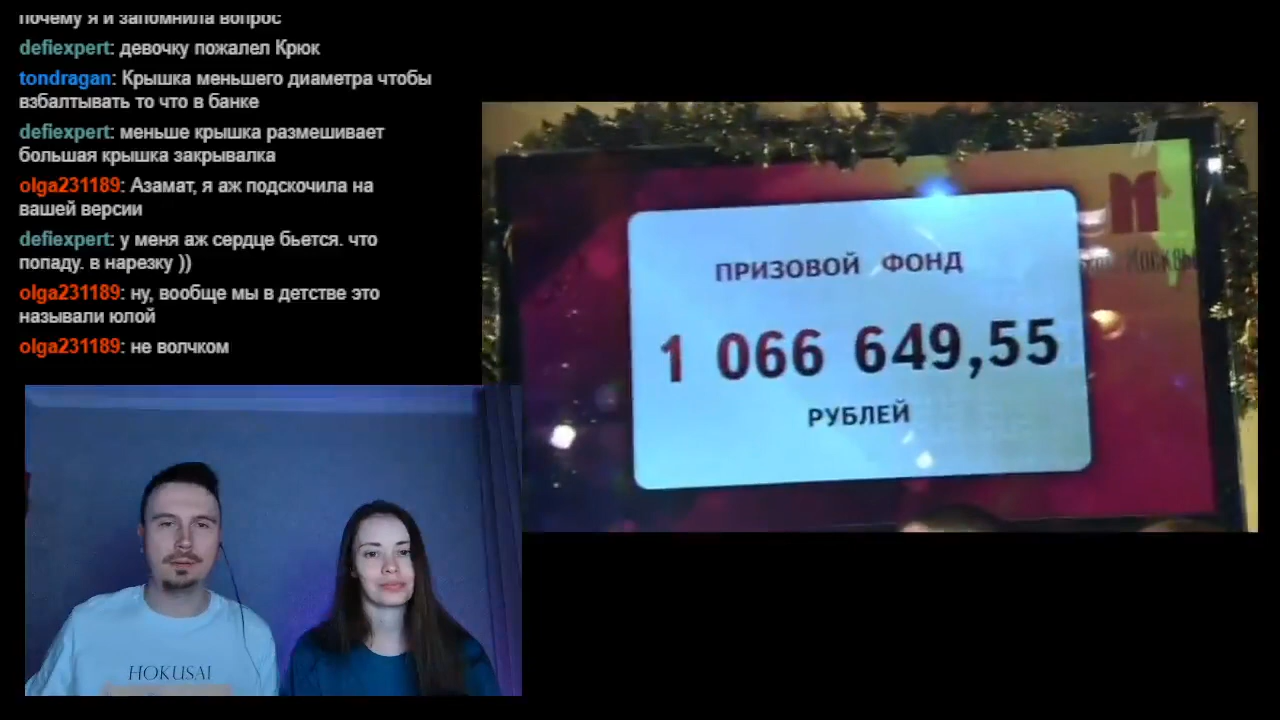 почему я и запомнила вопрос
defiexpert: девочку пожалел Крюк
tondragan: Крышка меньшего диаметра чтобы
взбалтывать то что в банке
defiexpert: меньше крышка размешивает
большая крышка закрывалка
olga231189: Азамат, я аж подскочила на
вашей версии
defiexpert: у меня аж сердце бьется. что
попаду. в нарезку ))
olga231189: ну, вообще мы в детстве это
называли юлой
olga231189: не волчком
ПРИЗОВОЙ ФОНД
1 066 649,55
РУБЛЕЙ
М
Москвы
HOKUSAI